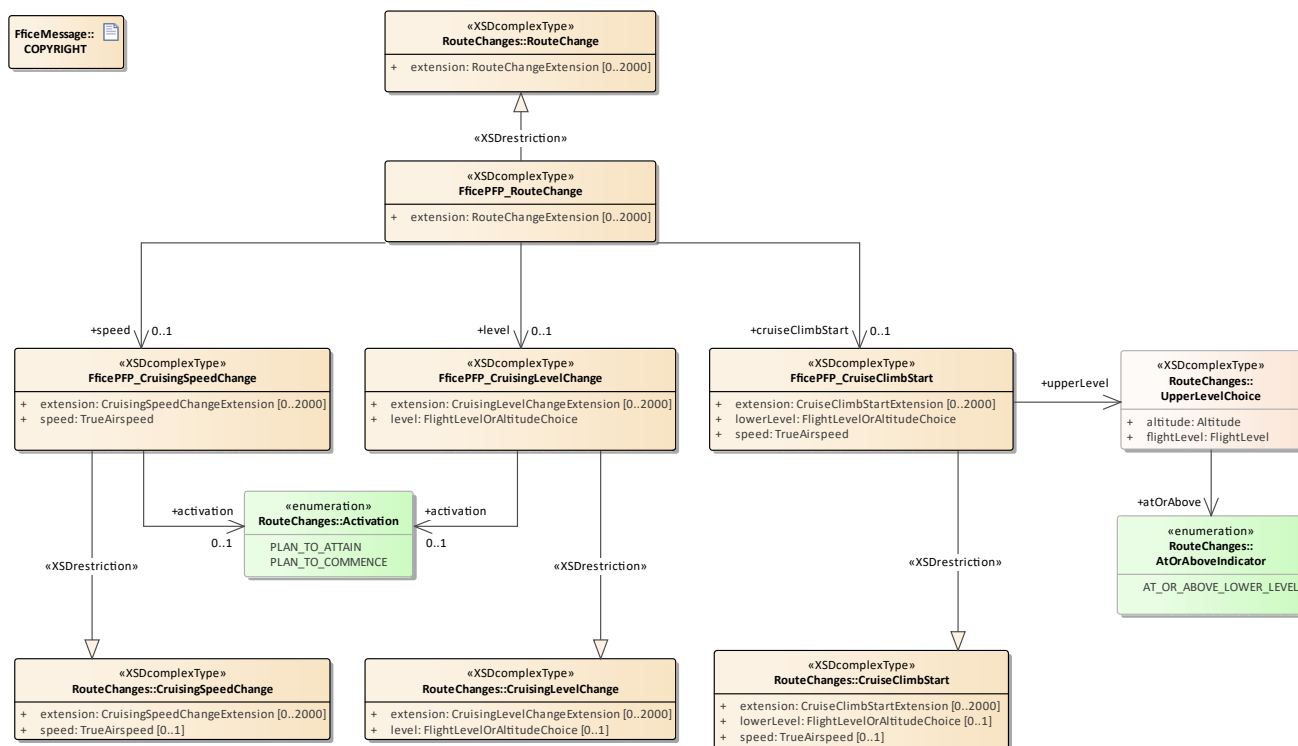 FficeMessage::
COPYRIGHT
«XSDcomplexType»
RouteChanges::RouteChange
+ extension: RouteChangeExtension [0..2000]
«XSDrestriction»
«XSDcomplexType»
FficePFP_RouteChange
+ extension: RouteChangeExtension [0..2000]
+speed 0..1
+level 0..1
+cruiseClimbStart 0..1
«XSDcomplexType»
FficePFP_CruisingSpeedChange
+ extension: CruisingSpeedChangeExtension [0..2000]
+ speed: TrueAirspeed
«XSDcomplexType»
FficePFP_CruisingLevelChange
+ extension: CruisingLevelChangeExtension [0..2000]
+ level: FlightLevelOrAltitudeChoice
«XSDcomplexType»
FficePFP_CruiseClimbStart
+ extension: CruiseClimbStartExtension [0..2000]
+ lowerLevel: FlightLevelOrAltitudeChoice
+ speed: TrueAirspeed
+upperLevel
«XSDcomplexType»
RouteChanges::
UpperLevelChoice
+ altitude: Altitude
+ flightLevel: FlightLevel
+activation
0..1
«enumeration»
RouteChanges::Activation
PLAN_TO_ATTAIN
PLAN_TO_COMMENCE
+activation
0..1
+atOrAbove
«enumeration»
RouteChanges::
AtOrAboveIndicator
AT_OR_ABOVE_LOWER_LEVEL
«XSDrestriction»
«XSDrestriction»
«XSDrestriction»
«XSDcomplexType»
RouteChanges::CruisingSpeedChange
+ extension: CruisingSpeedChangeExtension [0..2000]
+ speed: TrueAirspeed [0..1]
«XSDcomplexType»
RouteChanges::CruisingLevelChange
+ extension: CruisingLevelChangeExtension [0..2000]
+ level: FlightLevelOrAltitudeChoice [0..1]
«XSDcomplexType»
RouteChanges::CruiseClimbStart
+ extension: CruiseClimbStartExtension [0..2000]
+ lowerLevel: FlightLevelOrAltitudeChoice [0..1]
+ speed: TrueAirspeed [0..1]